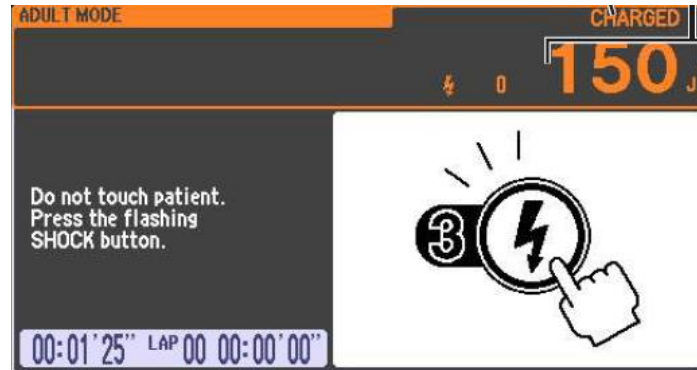 ADULT MODE
CHARGED
0
150 J
Do not touch patient.
Press the flashing
SHOCK button.
3
00:01'25" LAP 00 00:00'00"